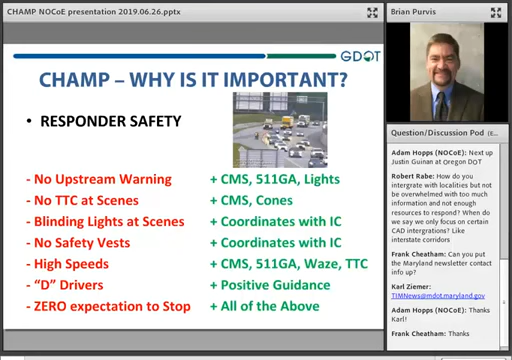 CHAMP NOCoE presentation 2019.06.26.pptx
GDOT
CHAMP – WHY IS IT IMPORTANT?
• RESPONDER SAFETY
- No Upstream Warning
+ CMS, 511GA, Lights
- No TTC at Scenes
+ CMS, Cones
- Blinding Lights at Scenes
+ Coordinates with IC
- No Safety Vests
+ Coordinates with IC
- High Speeds
+ CMS, 511GA, Waze, TTC
- “D” Drivers
+ Positive Guidance
- ZERO expectation to Stop
+ All of the Above
Brian Purvis
Question/Discussion Pod (E...
Adam Hopps (NOCoE): Next up
Justin Guinan at Oregon DOT
Robert Rabe: How do you
intergrate with localities but not
be overwhelmed with too much
information and not enough
resources to respond? When do
we say we only focus on certain
CAD intergrations? Like
interstate corridors
Frank Cheatham: Can you put
the Maryland newsletter contact
info up?
Karl Ziemer:
TIMNews@mdot.maryland.gov
Adam Hopps (NOCoE): Thanks
Karl!
Frank Cheatham: Thanks